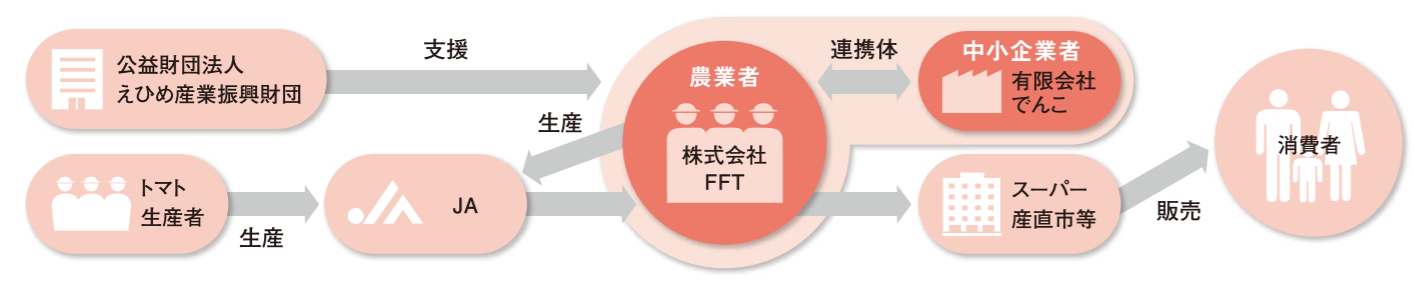 公益財団法人
えひめ産業振興財団
支援
農業者
株式会社
FFT
連携体
中小企業者
有限会社
でんこ
生産
トマト
生産者
生産
JA
スーパー
産直市等
販売
消費者